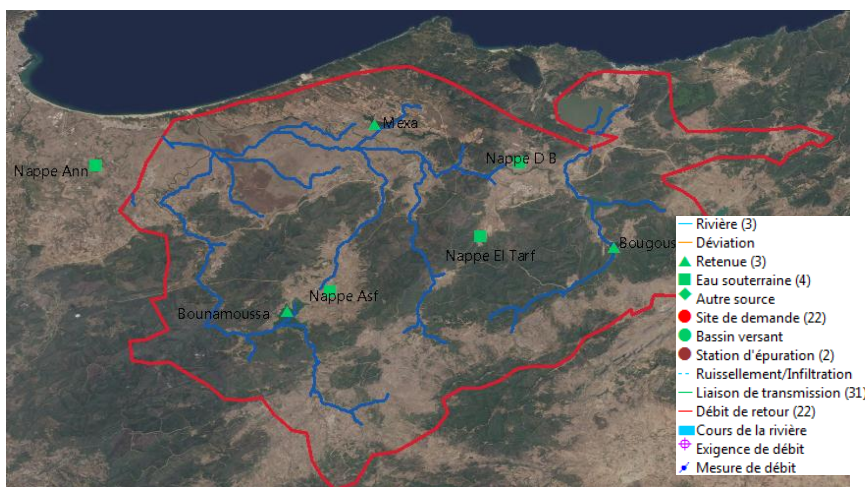 Mexa
Nappe Ann
Nappe D B
Nappe El Tarf
Bougous
Nappe Asf
Bounamoussa
Rivière (3)
Déviation
Retenue (3)
Eau souterraine (4)
Autre source
Site de demande (22)
Bassin versant
Station d'épuration (2)
Ruissellement/Infiltration
Liaison de transmission (31)
Débit de retour (22)
Cours de la rivière
Exigence de débit
Mesure de débit